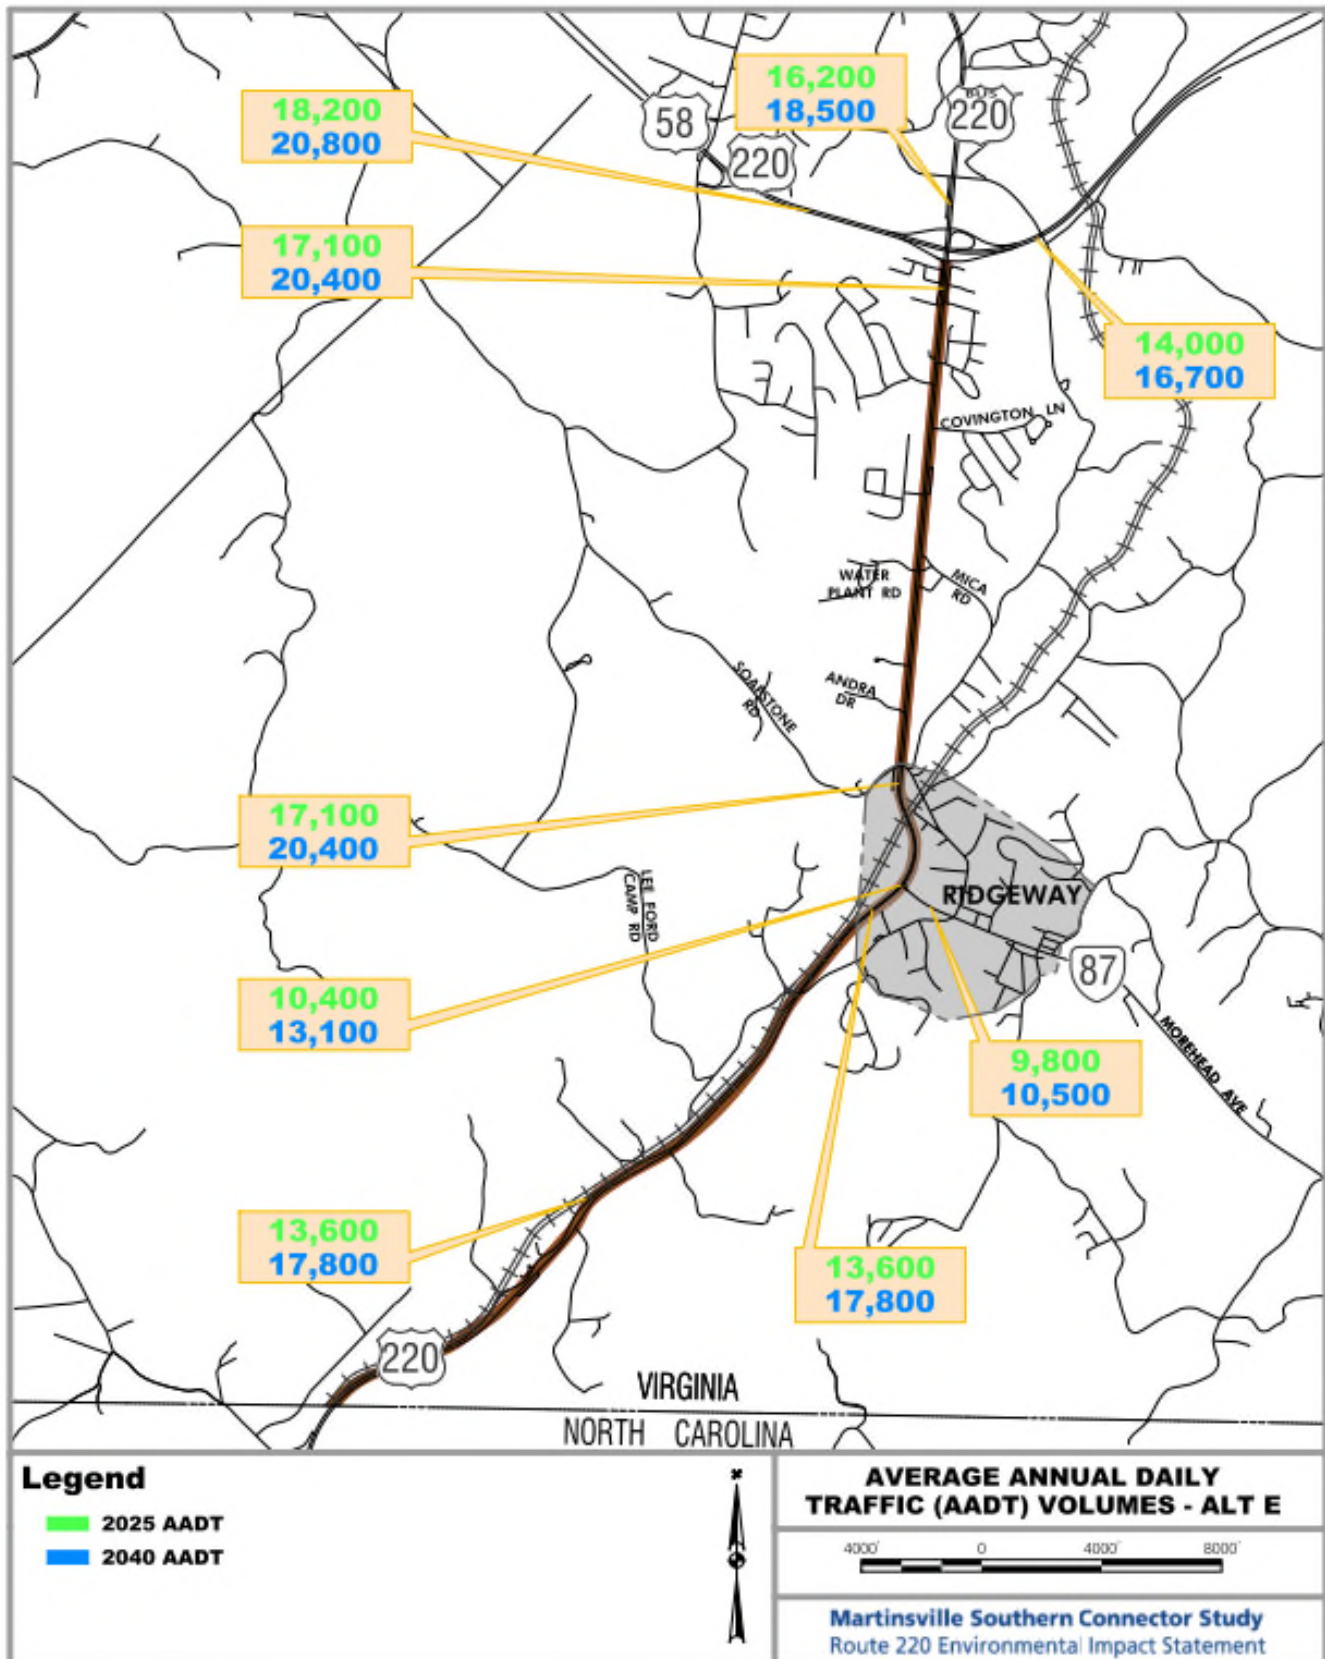 18,200
20,800
16,200
18,500
58
220
BUS
220
17,100
20,400
14,000
16,700
COVINGTON LN
WATER
PLANT RD
MICA
RD
SOAPSTONE
RD
ANDRA
DR
17,100
20,400
LEE FORD
CAMP RD
RIDGEWAY
87
10,400
13,100
MOREHEAD AVE
9,800
10,500
13,600
17,800
13,600
17,800
220
VIRGINIA
NORTH CAROLINA
Legend
2025 AADT
2040 AADT
AVERAGE ANNUAL DAILY
TRAFFIC (AADT) VOLUMES - ALT E
4000' 0 4000' 8000'
Martinsville Southern Connector Study
Route 220 Environmental Impact Statement